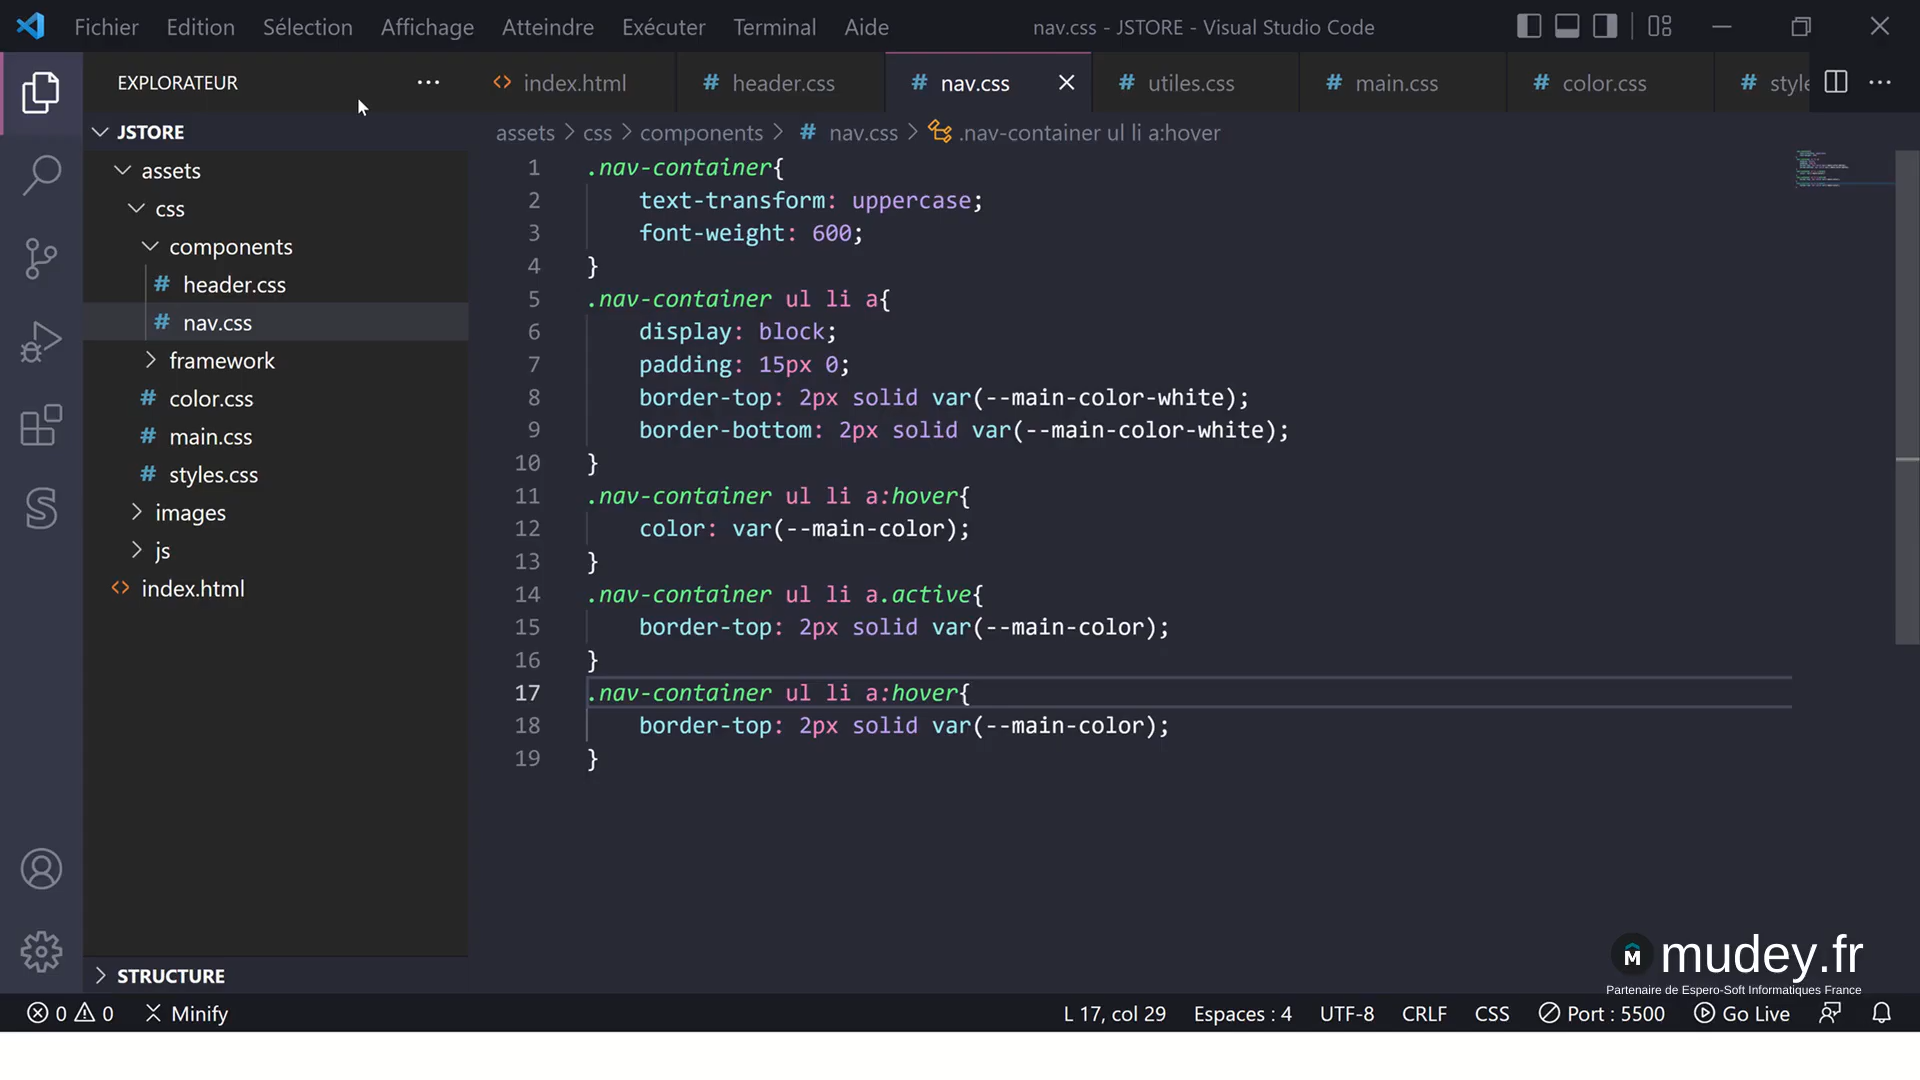 Fichier Edition Sélection Affichage Atteindre Exécuter Terminal Aide nav.css - JSTORE - Visual Studio Code
EXPLORATEUR
index.html # header.css # nav.css # utiles.css # main.css # color.css # style
JSTORE
assets > css > components > # nav.css > .nav-container ul li a:hover
assets
css
components
# header.css
# nav.css
framework
# color.css
# main.css
# styles.css
images
js
index.html
STRUCTURE
1 .nav-container{
2 text-transform: uppercase;
3 font-weight: 600;
4 }
5 .nav-container ul li a{
6 display: block;
7 padding: 15px 0;
8 border-top: 2px solid var(--main-color-white);
9 border-bottom: 2px solid var(--main-color-white);
10 }
11 .nav-container ul li a:hover{
12 color: var(--main-color);
13 }
14 .nav-container ul li a.active{
15 border-top: 2px solid var(--main-color);
16 }
17 .nav-container ul li a:hover{
18 border-top: 2px solid var(--main-color);
19 }
M mudey.fr
Partenaire de Espero-Soft Informatiques France
0 0 Minify L 17, col 29 Espaces : 4 UTF-8 CRLF CSS Port : 5500 Go Live